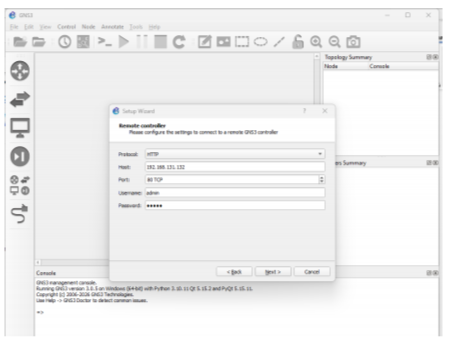 GNS3
File Edit View Control Node Annotate Tools Help
Topology Summary
Node Console
Setup Wizard
Remote controller
Please configure the settings to connect to a remote GNS3 controller
Protocol: HTTP
Host: 192.168.131.132
Port: 80 TCP
Username: admin
Password: •••••
ers Summary
< Back Next > Cancel
Console
GNS3 management console.
Running GNS3 version 3.0.5 on Windows (64-bit) with Python 3.10.11 Qt 5.15.2 and PyQt 5.15.11.
Copyright (c) 2006-2026 GNS3 Technologies.
Use Help -> GNS3 Doctor to detect common issues.
=>